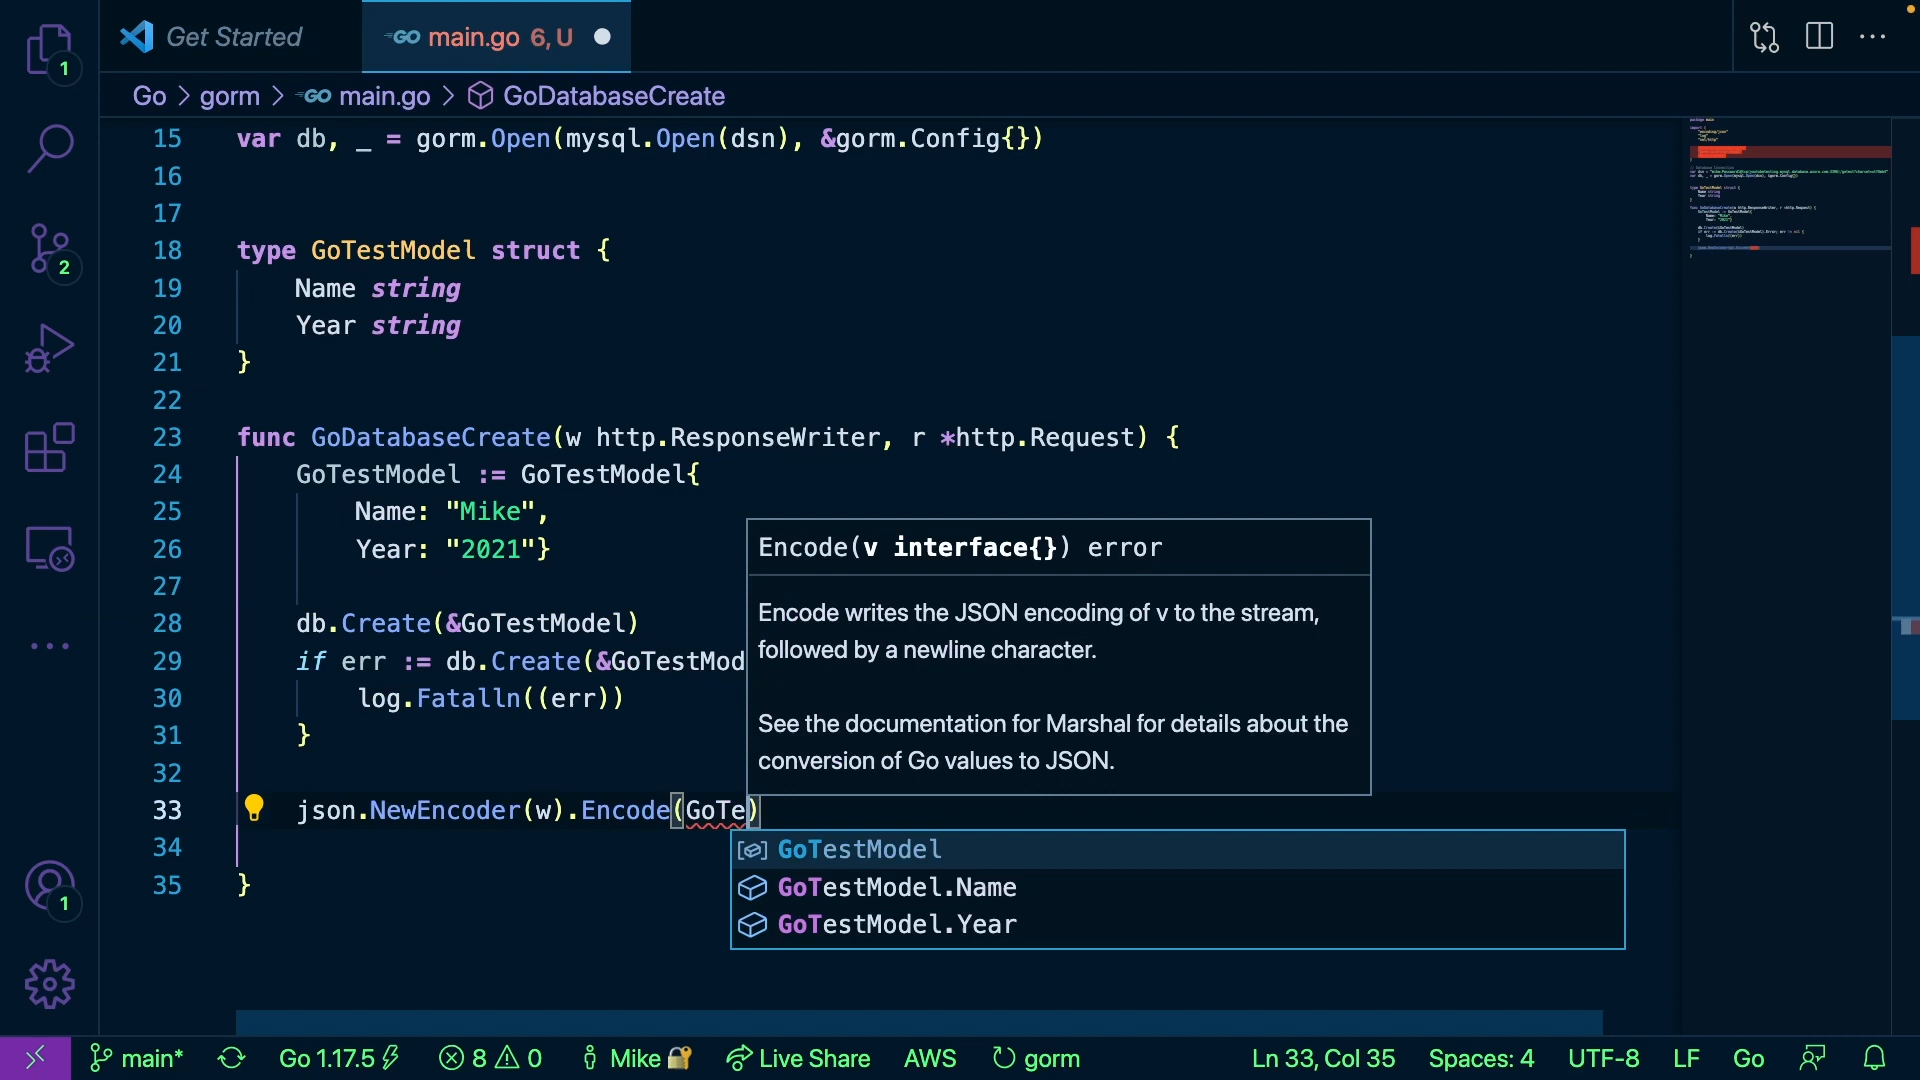 Get Started
GO main.go 6, U
Go > gorm > GO main.go > GoDatabaseCreate
15 var db, _ = gorm.Open(mysql.Open(dsn), &gorm.Config{})
16
17
18 type GoTestModel struct {
19 Name string
20 Year string
21 }
22
23 func GoDatabaseCreate(w http.ResponseWriter, r *http.Request) {
24 GoTestModel := GoTestModel{
25 Name: "Mike",
26 Year: "2021"}
27
28 db.Create(&GoTestModel)
29 if err := db.Create(&GoTestMod
30 log.Fatalln((err))
31 }
32
33 json.NewEncoder(w).Encode(GoTe)
34
35 }
Encode(v interface{}) error
Encode writes the JSON encoding of v to the stream,
followed by a newline character.
See the documentation for Marshal for details about the
conversion of Go values to JSON.
GoTestModel
GoTestModel.Name
GoTestModel.Year
1
2
1
main* Go 1.17.5 8 0 Mike Live Share AWS gorm Ln 33, Col 35 Spaces: 4 UTF-8 LF Go